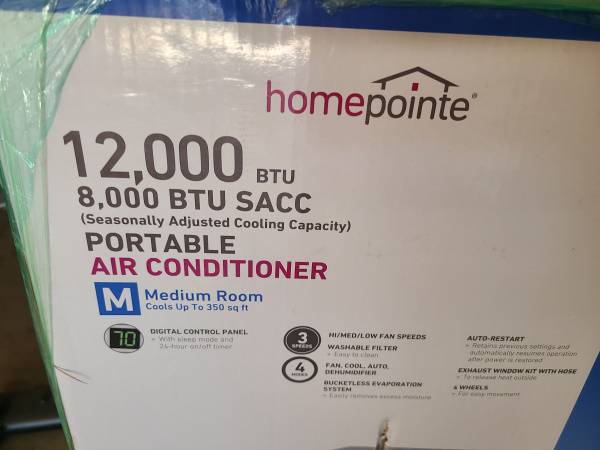 homepointe®
12,000 BTU
8,000 BTU SACC
(Seasonally Adjusted Cooling Capacity)
PORTABLE
AIR CONDITIONER
M Medium Room
Cools Up To 350 sq ft
70
DIGITAL CONTROL PANEL
• With sleep mode and
24-hour on/off timer
3
SPEEDS
HI/MED/LOW FAN SPEEDS
WASHABLE FILTER
• Easy to clean
4
MODES
FAN, COOL, AUTO,
DEHUMIDIFIER
BUCKETLESS EVAPORATION
SYSTEM
• Easily removes excess moisture
AUTO-RESTART
• Retains previous settings and
automatically resumes operation
after power is restored
EXHAUST WINDOW KIT WITH HOSE
• To release heat outside
4 WHEELS
• For easy movement